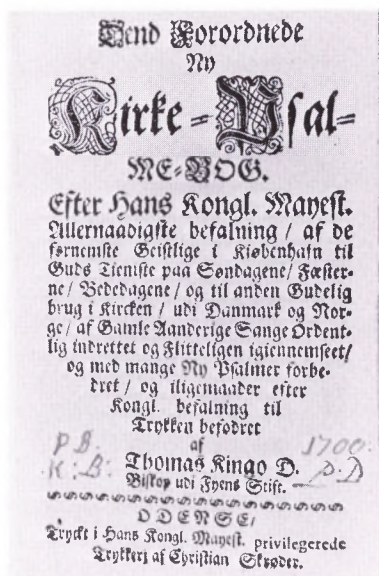 Dend Forordnede
Ny
Kirke-Psal-
ME-BOG.
Efter Hans Kongl. Mayest.
Allernaadigste befalning / af de
førnemste Geistlige i Kiøbenhafn til
Guds Tieniste paa Søndagene/ Fæster-
ne/ Bededagene/ og til anden Gudelig
brug i Kircken/ udi Danmark og Nor-
ge/ af Gamle Aanderige Sange Ordent-
lig indrettet og Flitteligen igiennemseet/
og med mange Ny Psalmer forbe-
dret/ og iligemaader efter
Kongl. befalning til
Trykken befodret
af
P B. 1700.
Thomas Kingo D.
K: B: D. D
Biskop udi Fyens Stift.
ODENSE/
Tryckt i Hans Kongl. Mayest. privilegerede
Trykkerj af Christian Skrøder.